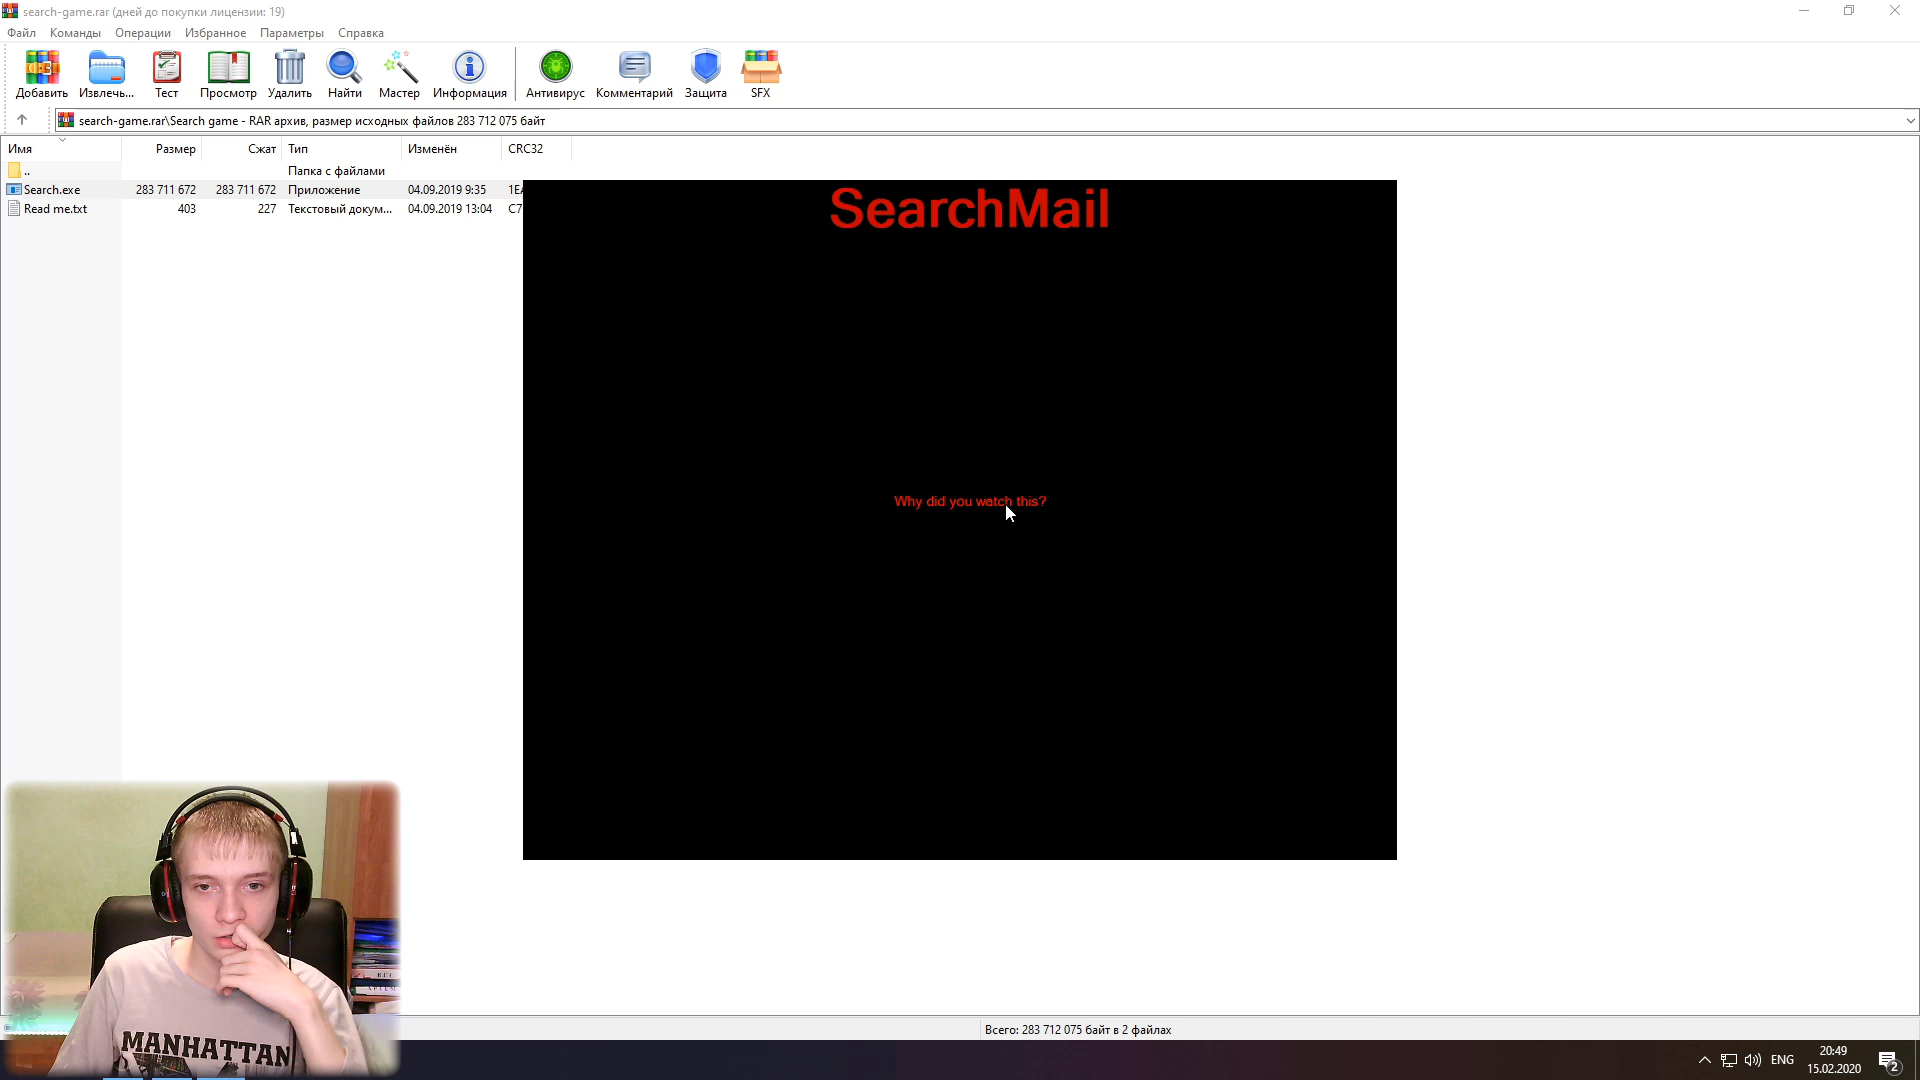 search-game.rar (дней до покупки лицензии: 19)
Файл Команды Операции Избранное Параметры Справка
Добавить Извлечь... Тест Просмотр Удалить Найти Мастер Информация Антивирус Комментарий Защита SFX
search-game.rar\Search game - RAR архив, размер исходных файлов 283 712 075 байт
Имя Размер Сжат Тип Изменён CRC32
.. Папка с файлами
Search.exe 283 711 672 283 711 672 Приложение 04.09.2019 9:35
Read me.txt 403 227 Текстовый докум... 04.09.2019 13:04 C7
SearchMail
Why did you watch this?
MANHATTAN
Всего: 283 712 075 байт в 2 файлах
ENG
20:49
15.02.2020
2